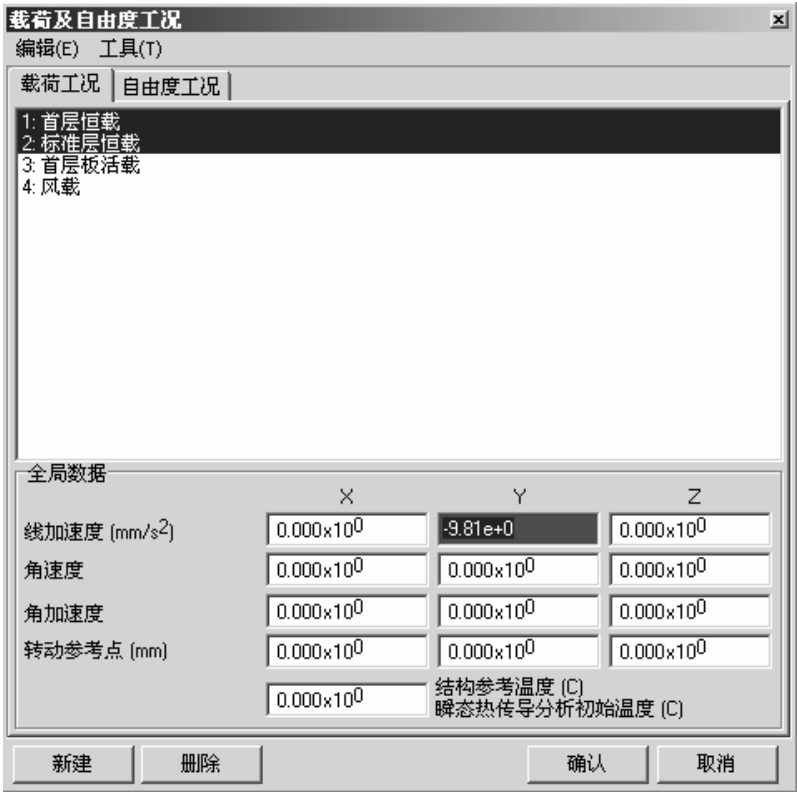 载荷及自由度工况
编辑(E) 工具(T)
载荷工况 自由度工况
1: 首层恒载
2: 标准层恒载
3: 首层板活载
4: 风载
全局数据
X Y Z
线加速度 (mm/s²) 0.000x10⁰ -9.81e+0 0.000x10⁰
角速度 0.000x10⁰ 0.000x10⁰ 0.000x10⁰
角加速度 0.000x10⁰ 0.000x10⁰ 0.000x10⁰
转动参考点 (mm) 0.000x10⁰ 0.000x10⁰ 0.000x10⁰
0.000x10⁰ 结构参考温度 (C)
瞬态热传导分析初始温度 (C)
新建 删除 确认 取消